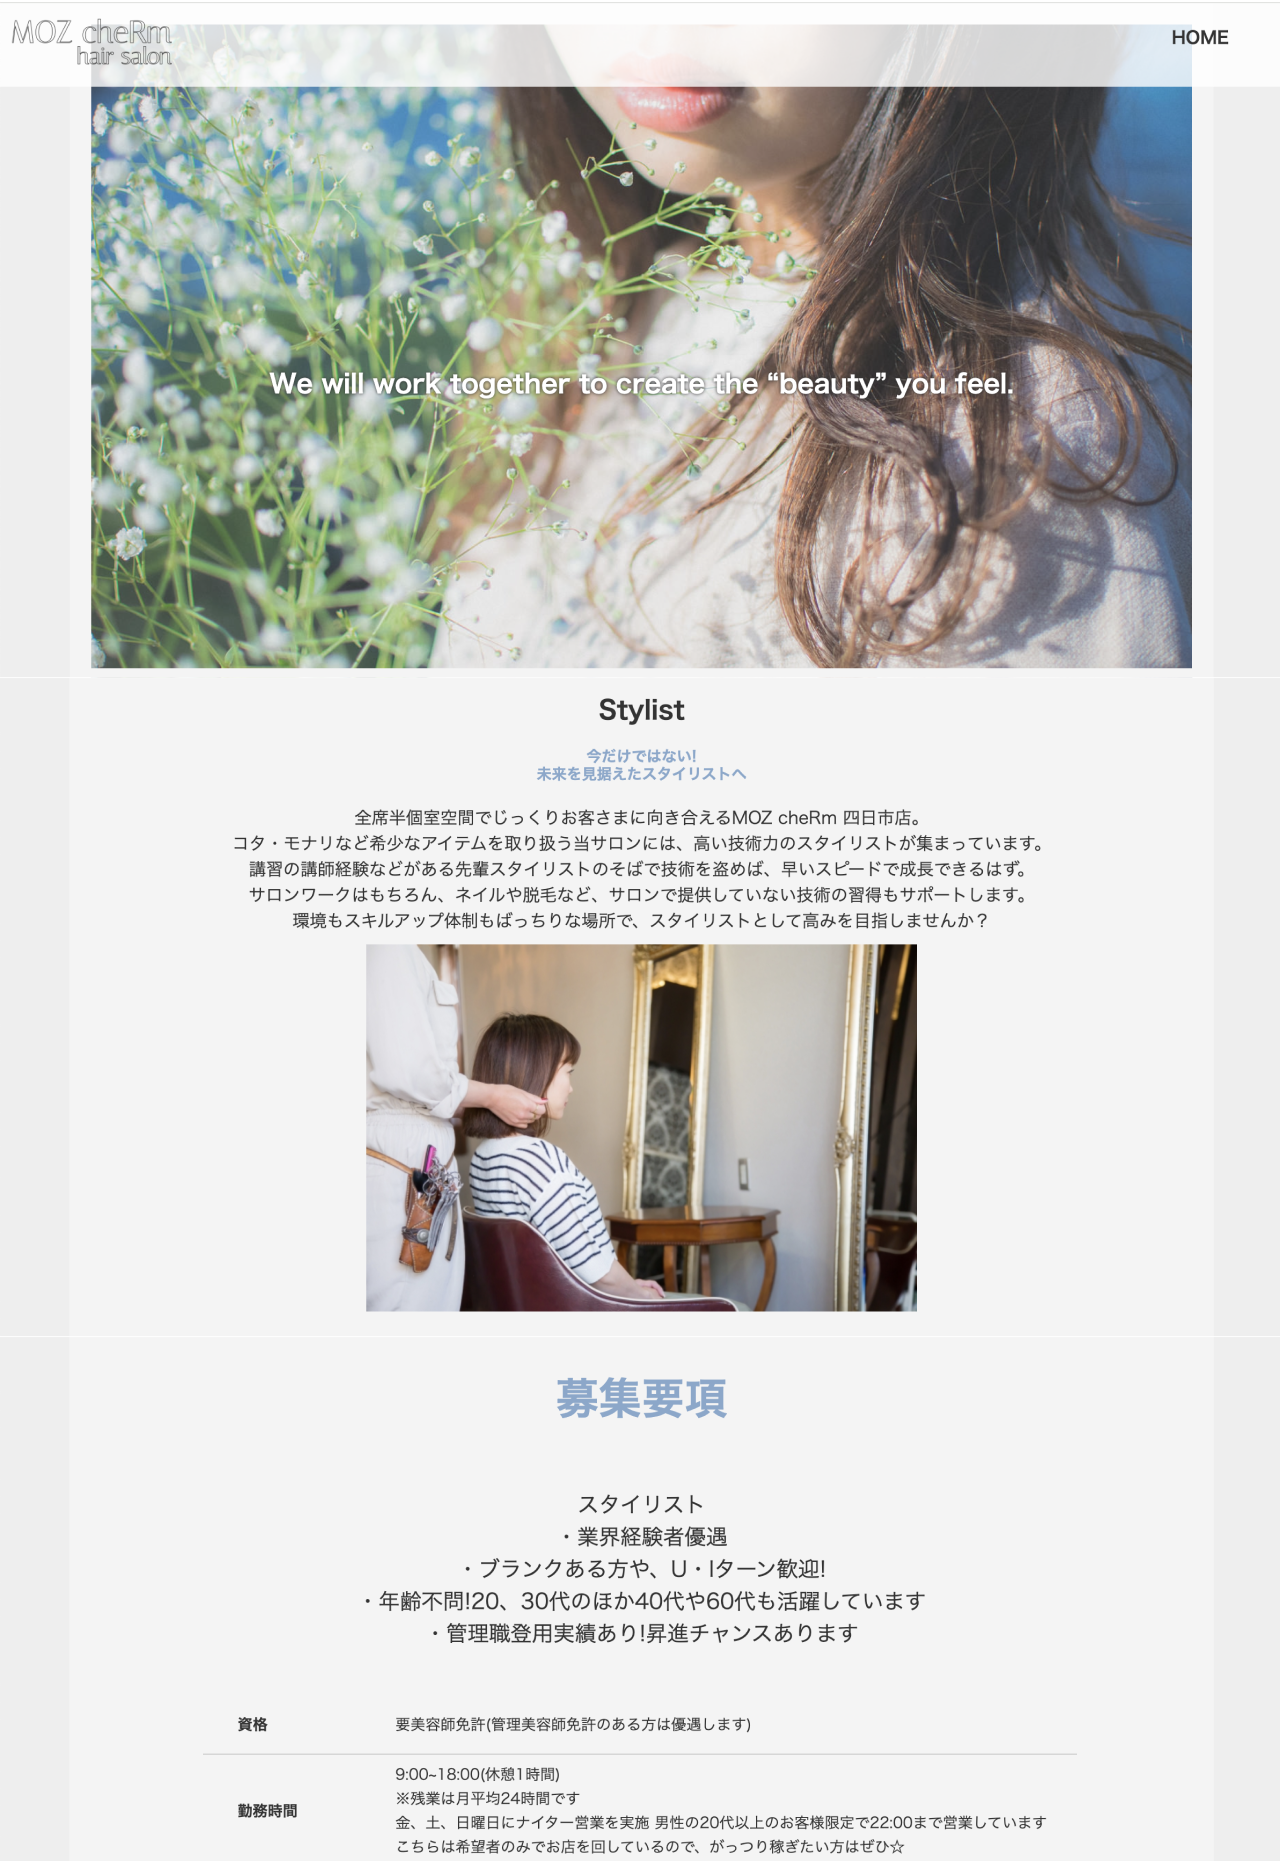 MOZ cheRm
hair salon
HOME
We will work together to create the “beauty” you feel.
Stylist
今だけではない!
未来を見据えたスタイリストへ
全席半個室空間でじっくりお客さまに向き合えるMOZ cheRm 四日市店。
コタ・モナリなど希少なアイテムを取り扱う当サロンには、高い技術力のスタイリストが集まっています。
講習の講師経験などがある先輩スタイリストのそばで技術を盗めば、早いスピードで成長できるはず。
サロンワークはもちろん、ネイルや脱毛など、サロンで提供していない技術の習得もサポートします。
環境もスキルアップ体制もばっちりな場所で、スタイリストとして高みを目指しませんか？
募集要項
スタイリスト
・業界経験者優遇
・ブランクある方や、U・Iターン歓迎!
・年齢不問!20、30代のほか40代や60代も活躍しています
・管理職登用実績あり!昇進チャンスあります
資格
要美容師免許(管理美容師免許のある方は優遇します)
勤務時間
9:00~18:00(休憩1時間)
※残業は月平均24時間です
金、土、日曜日にナイター営業を実施 男性の20代以上のお客様限定で22:00まで営業しています
こちらは希望者のみでお店を回しているので、がっつり稼ぎたい方はぜひ☆